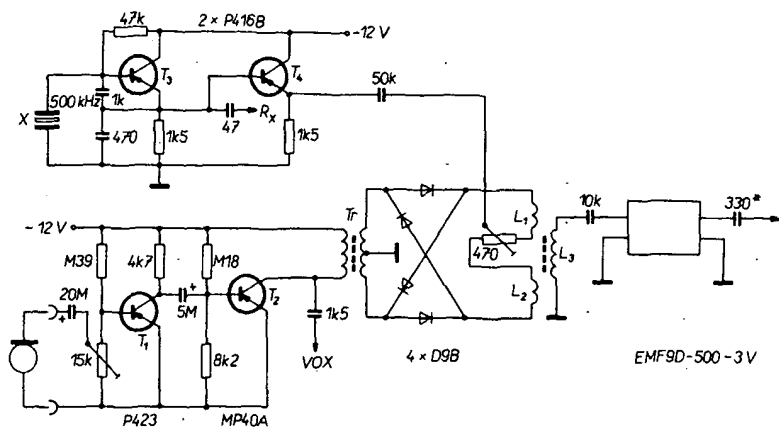 47k
2 × P416B
-12 V
T3
T4
500 kHz
1k
X
470
1k5
47
Rx
1k5
50k
-12 V
M39
4k7
M18
Tr
L1
470
L2
L3
10k
330*
20M
5M
T1
T2
1k5
15k
8k2
VOX
4 × D9B
EMF9D-500-3V
P423
MP40A